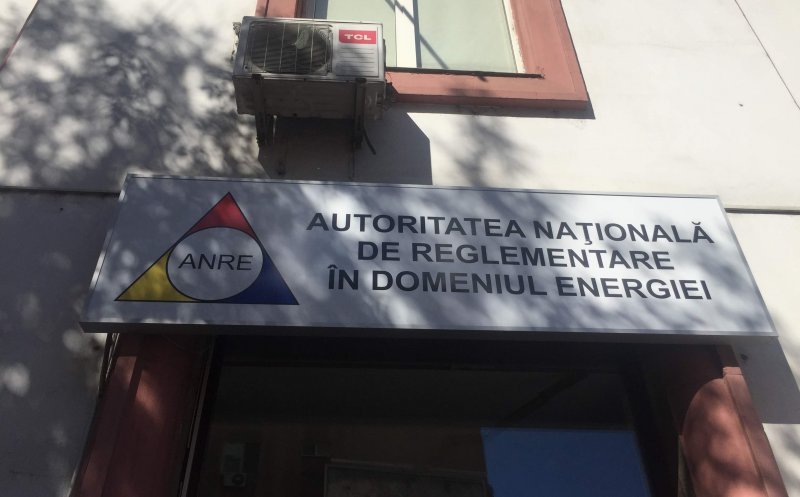 TCL
ANRE
AUTORITATEA NAŢIONALĂ
DE REGLEMENTARE
ÎN DOMENIUL ENERGIEI